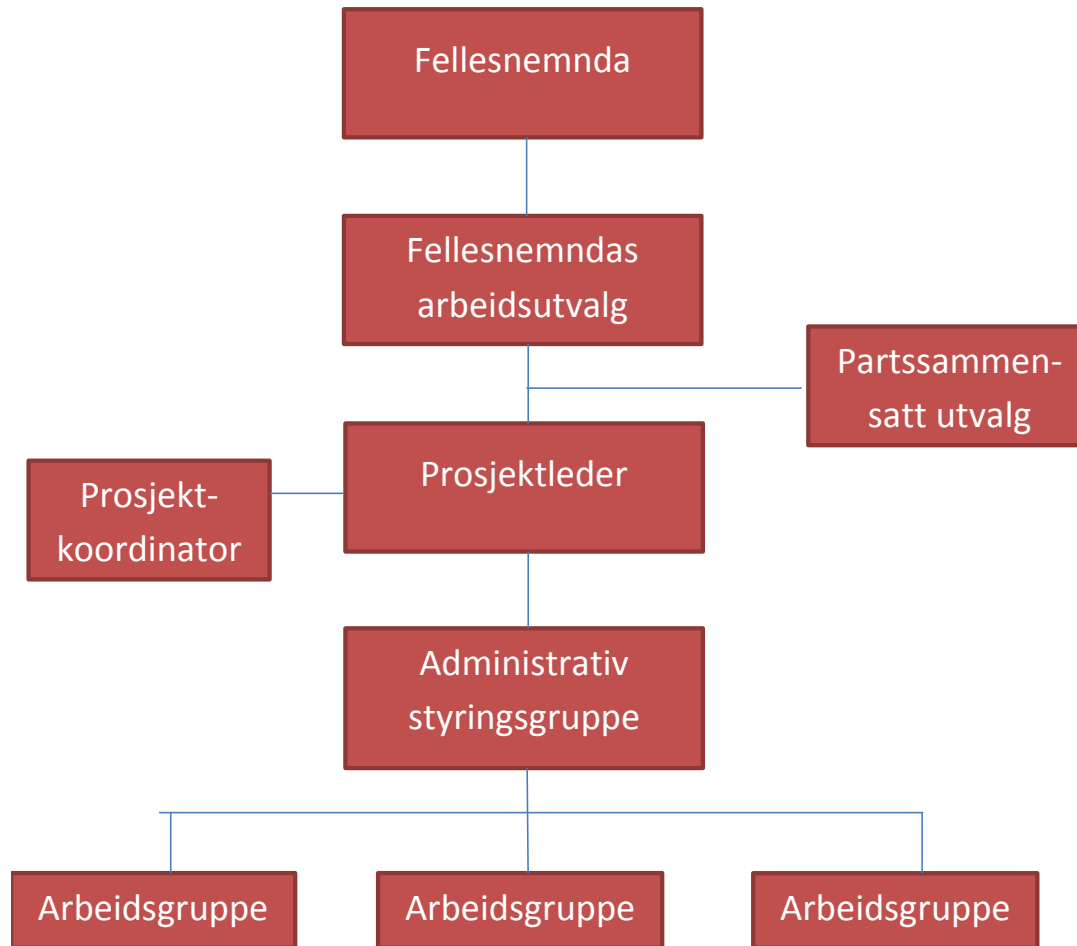 Fellesnemnda
Fellesnemndas
arbeidsutvalg
Partssammen-
satt utvalg
Prosjektleder
Prosjekt-
koordinator
Administrativ
styringsgruppe
Arbeidsgruppe
Arbeidsgruppe
Arbeidsgruppe